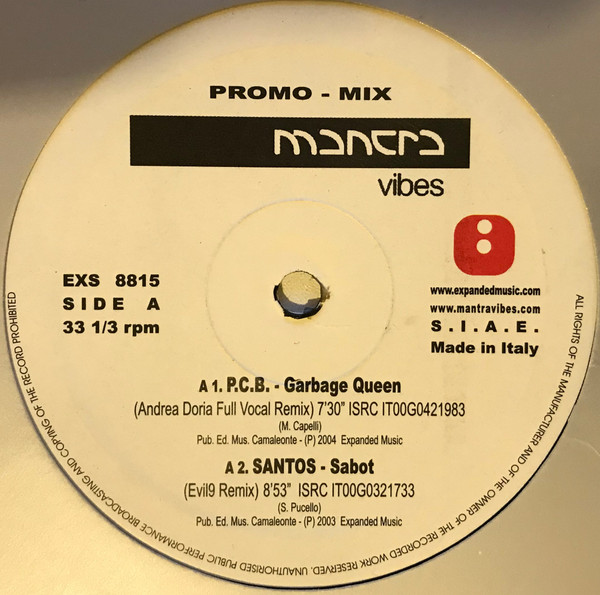 PROMO - MIX
mantra
vibes
EXS 8815
SIDE A
33 1/3 rpm
www.expandedmusic.com
www.mantravibes.com
S.I.A.E.
Made in Italy
A 1. P.C.B. - Garbage Queen
(Andrea Doria Full Vocal Remix) 7'30" ISRC IT00G0421983
(M. Capelli)
Pub. Ed. Mus. Camaleonte - (P) 2004 Expanded Music
A 2. SANTOS - Sabot
(Evil9 Remix) 8'53" ISRC IT00G0321733
(S. Pucello)
Pub. Ed. Mus. Camaleonte - (P) 2003 Expanded Music
ALL RIGHTS OF THE MANUFACTURER AND OF THE OWNER OF THE RECORDED WORK RESERVED. UNAUTHORISED PUBLIC PERFORMANCE BROADCASTING AND COPYING OF THE RECORD PROHIBITED